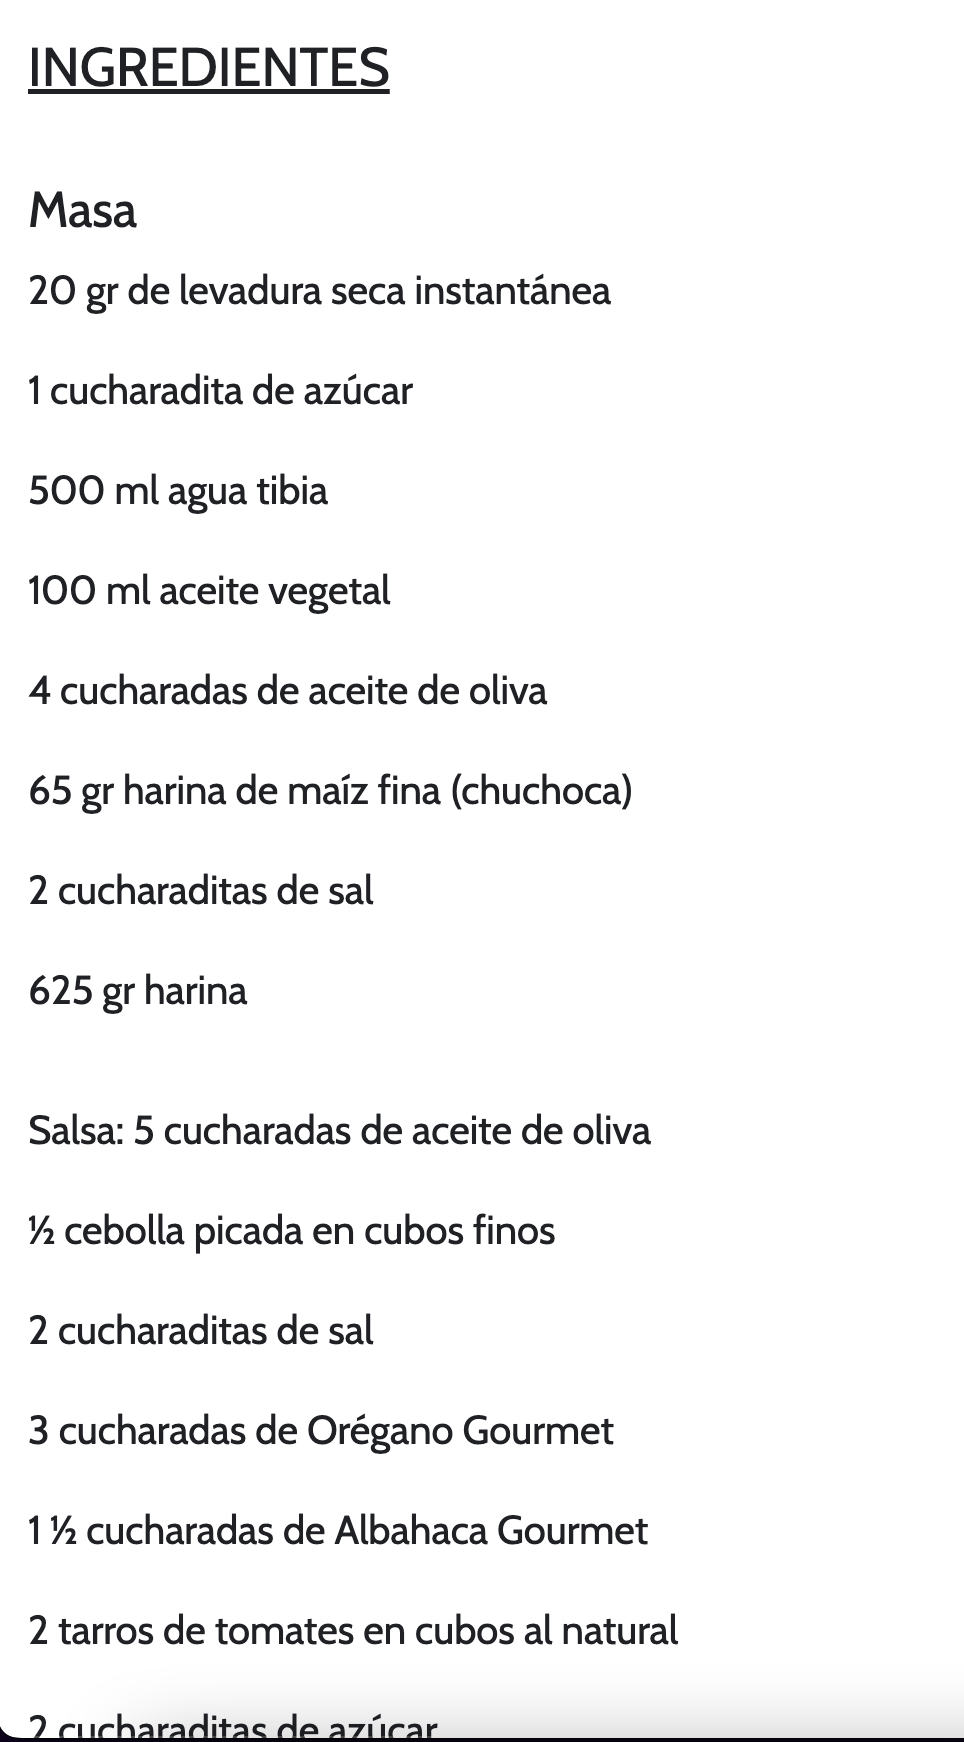 INGREDIENTES
Masa
20 gr de levadura seca instantánea
1 cucharadita de azúcar
500 ml agua tibia
100 ml aceite vegetal
4 cucharadas de aceite de oliva
65 gr harina de maíz fina (chuchoca)
2 cucharaditas de sal
625 gr harina
Salsa: 5 cucharadas de aceite de oliva
½ cebolla picada en cubos finos
2 cucharaditas de sal
3 cucharadas de Orégano Gourmet
1 ½ cucharadas de Albahaca Gourmet
2 tarros de tomates en cubos al natural
2 cucharaditas de azúcar